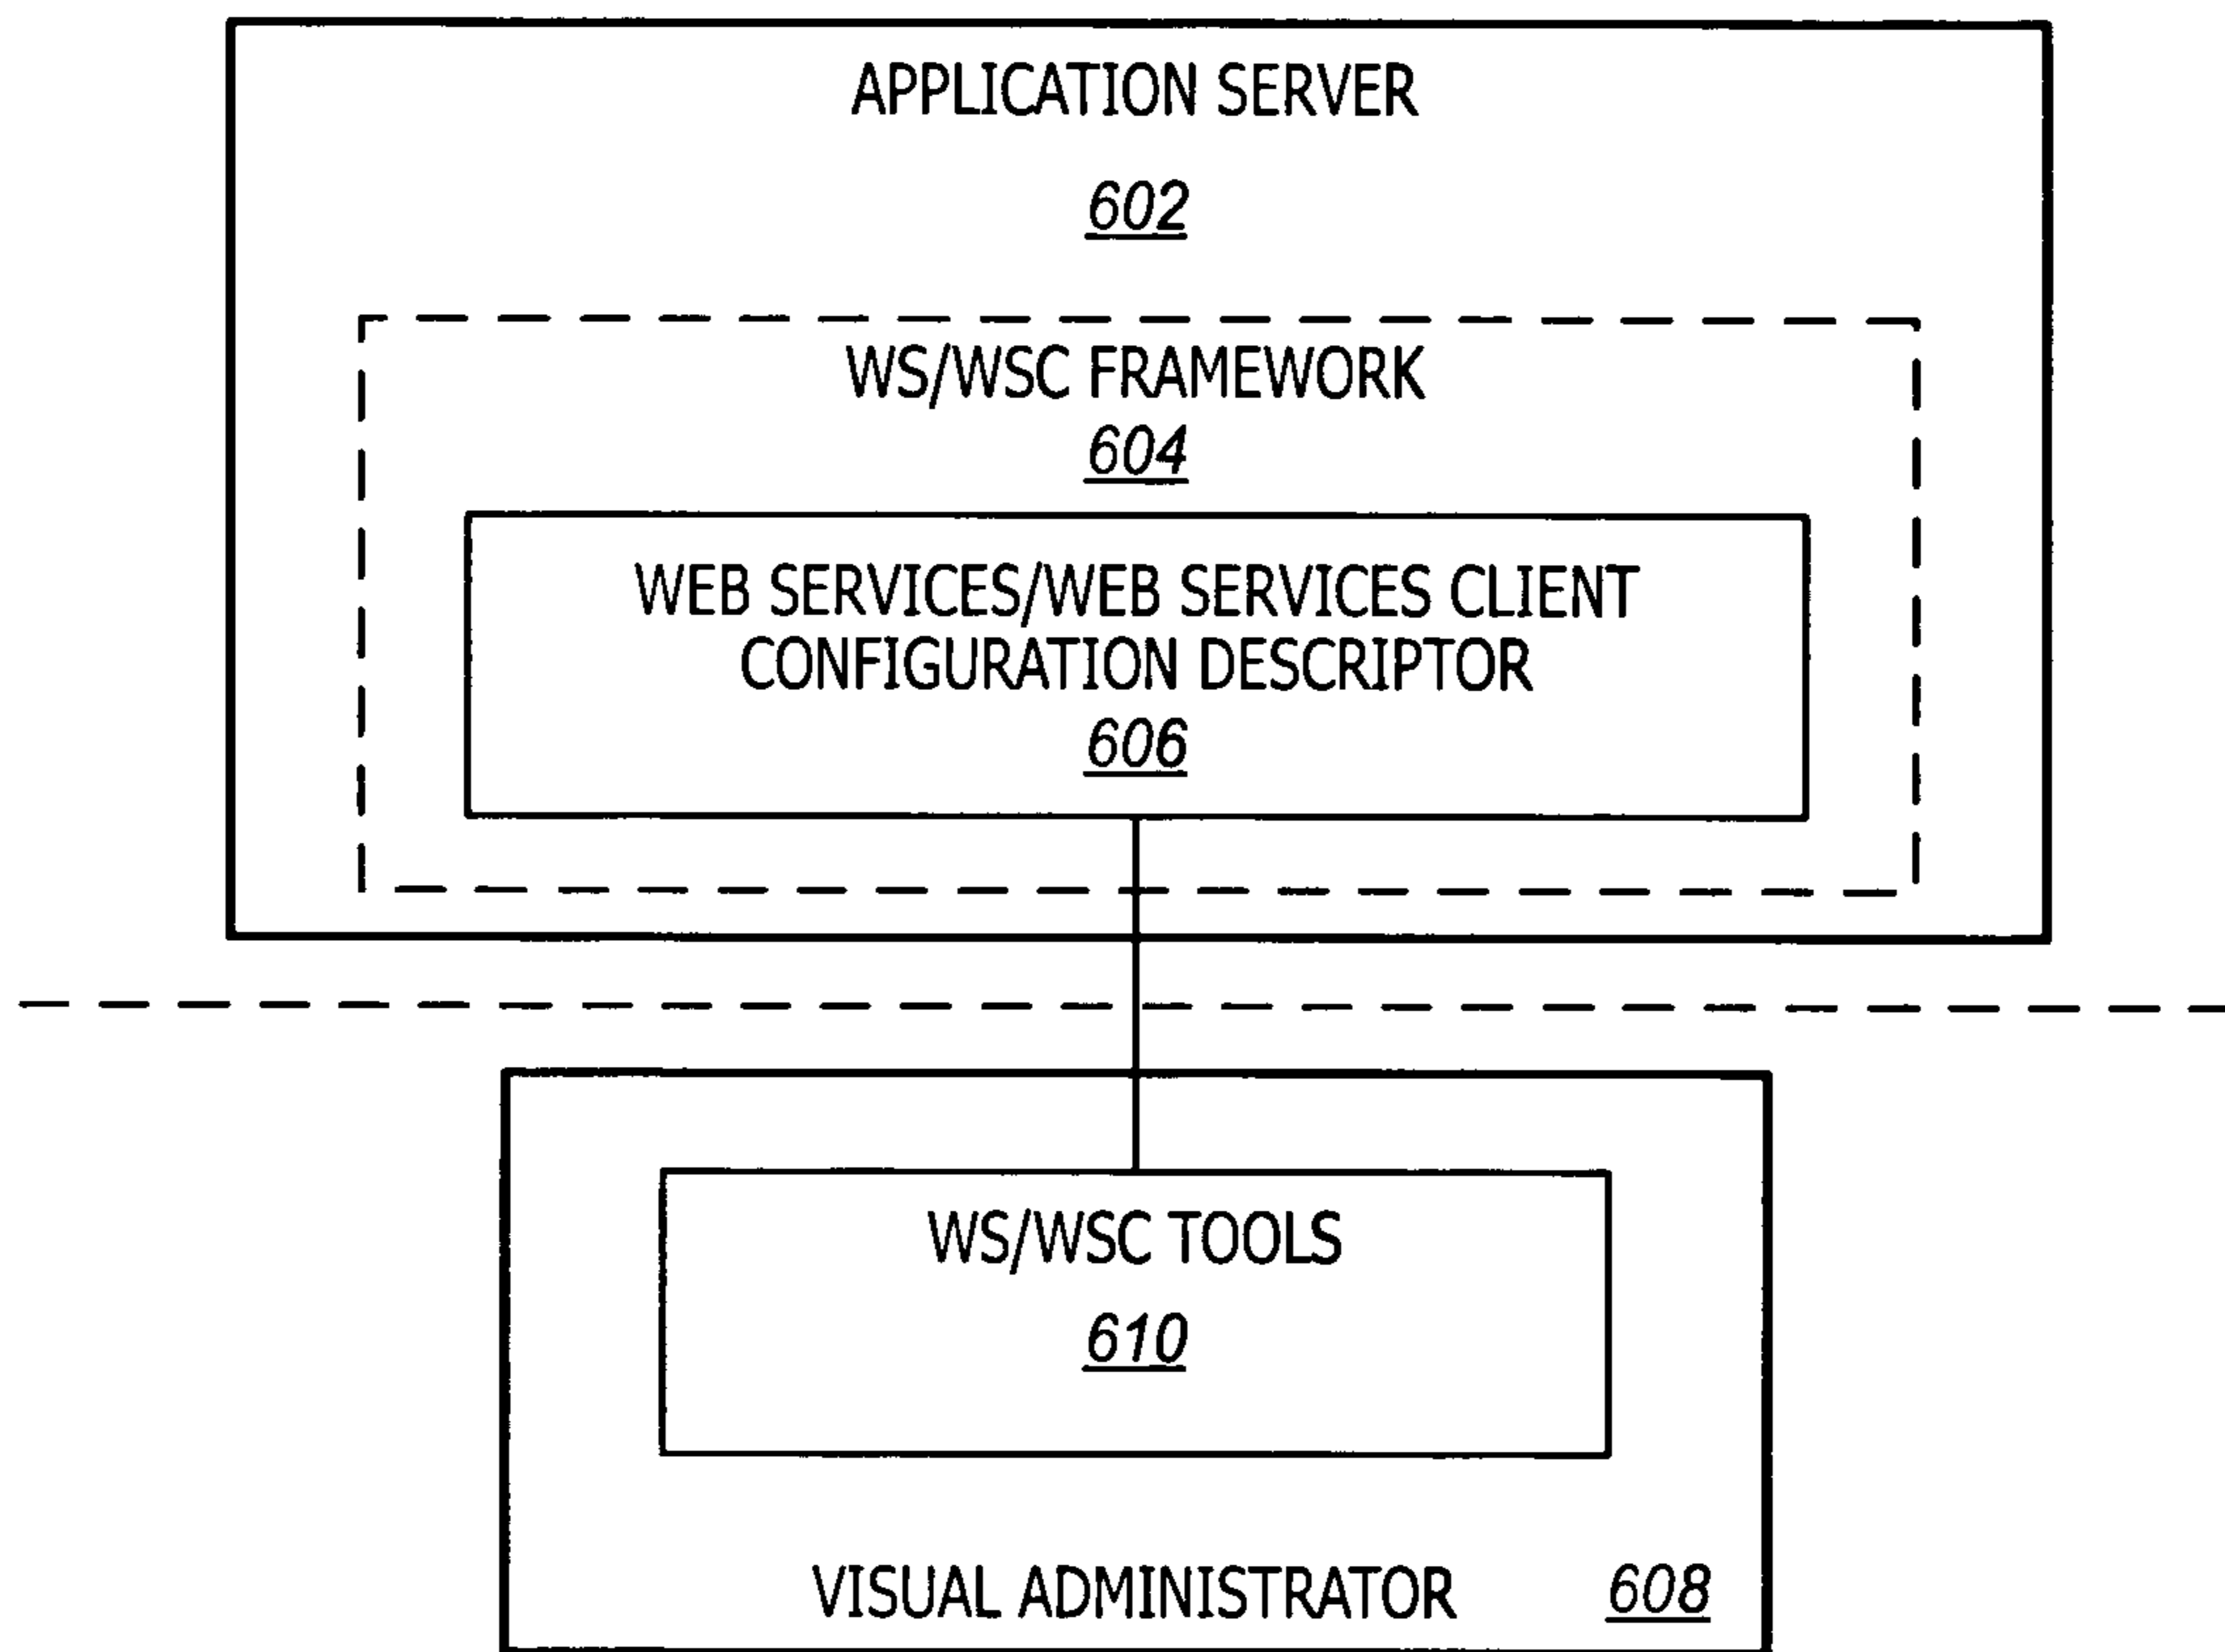 APPLICATION SERVER
602
WS/WSC FRAMEWORK
604
WEB SERVICES/WEB SERVICES CLIENT
CONFIGURATION DESCRIPTOR
606
WS/WSC TOOLS
610
VISUAL ADMINISTRATOR 608